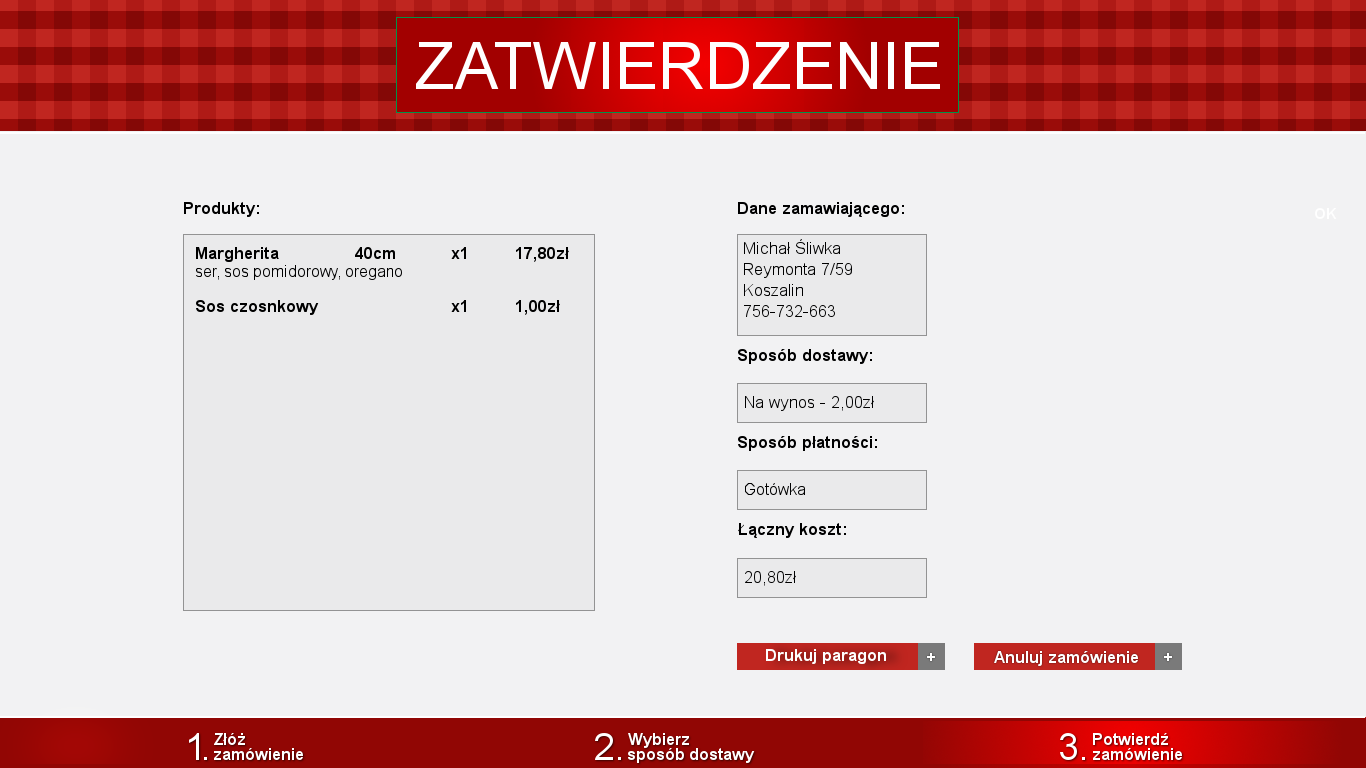 ZATWIERDZENIE
Produkty:
Margherita 40cm x1 17,80zł
ser, sos pomidorowy, oregano
Sos czosnkowy x1 1,00zł
Dane zamawiającego:
OK
Michał Śliwka
Reymonta 7/59
Koszalin
756-732-663
Sposób dostawy:
Na wynos - 2,00zł
Sposób płatności:
Gotówka
Łączny koszt:
20,80zł
Drukuj paragon +
Anuluj zamówienie +
1. Złóż
zamówienie
2. Wybierz
sposób dostawy
3. Potwierdź
zamówienie